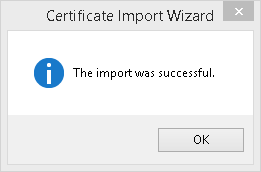 Certificate Import Wizard
The import was successful.
OK